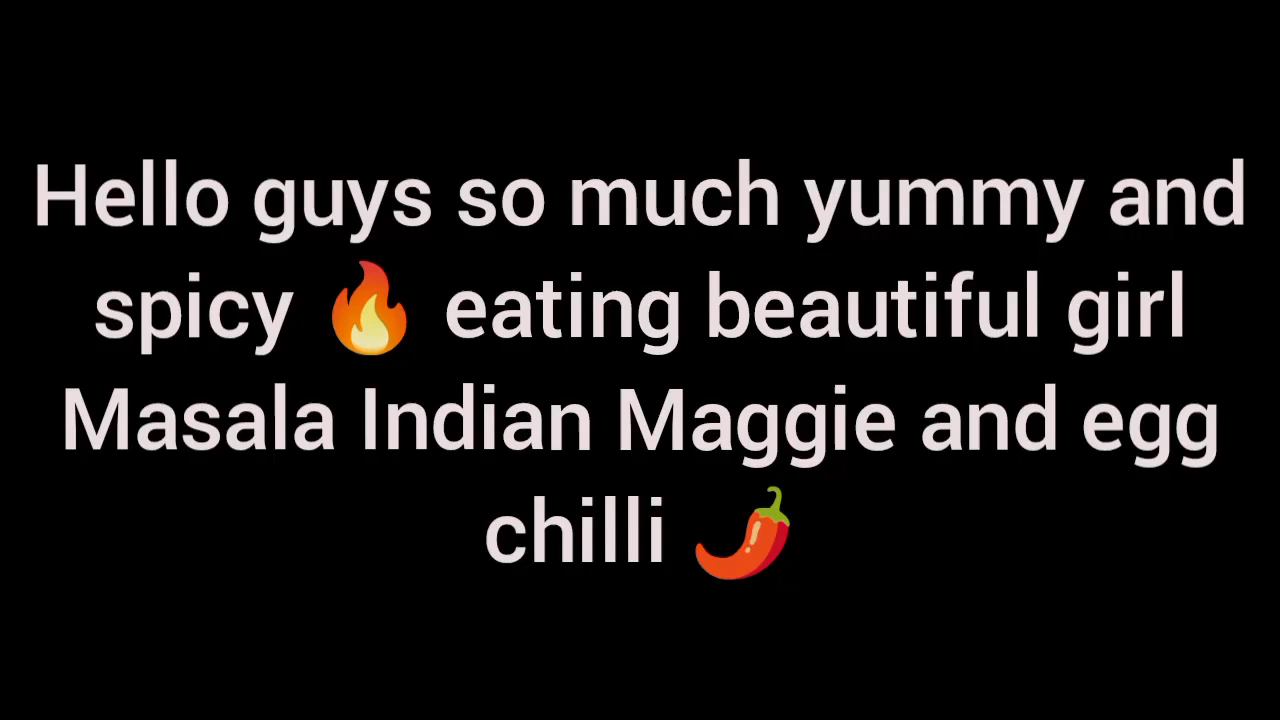 Hello guys so much yummy and
spicy 🔥 eating beautiful girl
Masala Indian Maggie and egg
chilli 🌶️